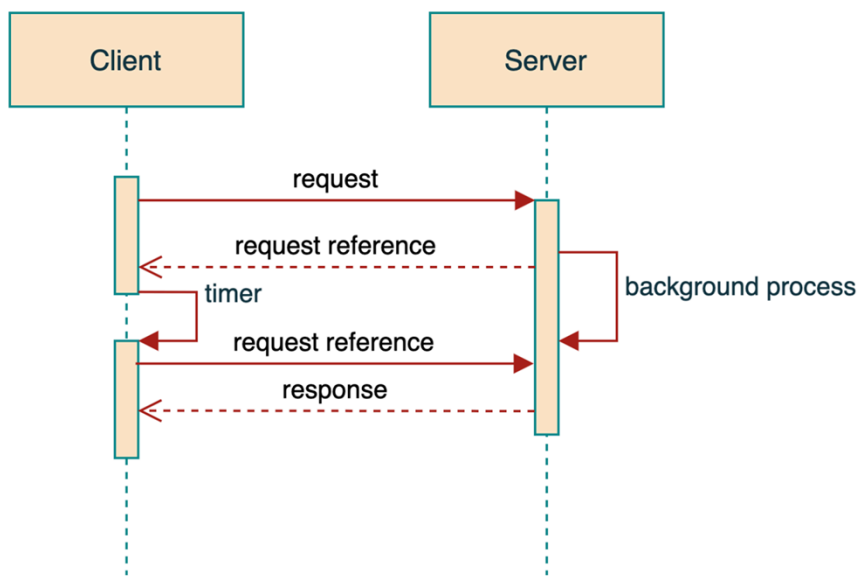 Client
Server
request
request reference
background process
timer
request reference
response